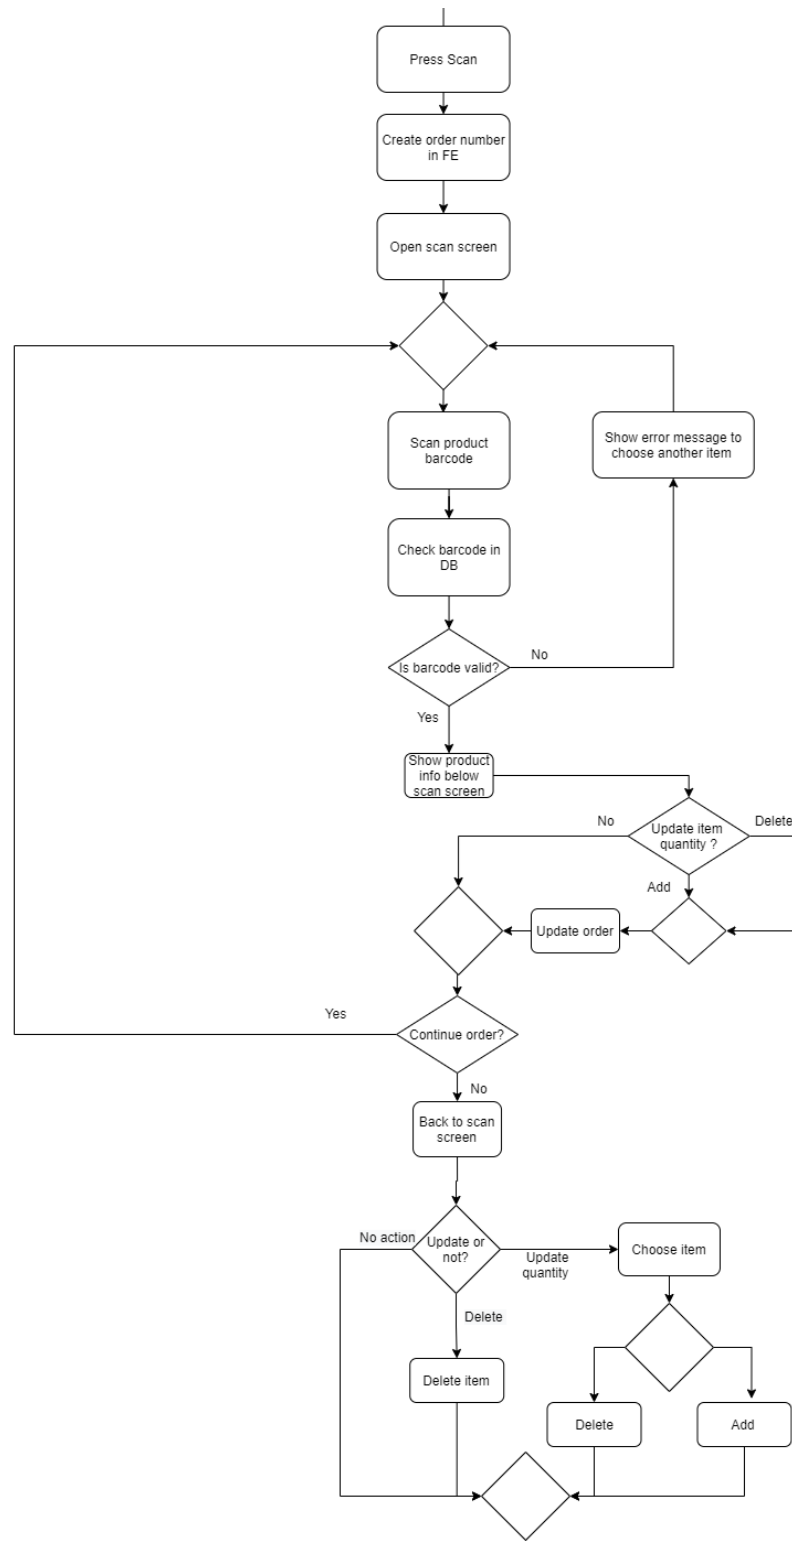 Press Scan
Create order number
in FE
Open scan screen
Scan product
barcode
Show error message to
choose another item
Check barcode in
DB
Is barcode valid?
No
Yes
Show product
info below
scan screen
No
Update item
quantity ?
Delete
Add
Update order
Yes
Continue order?
No
Back to scan
screen
No action
Update or
not?
Update
quantity
Choose item
Delete
Delete item
Delete
Add